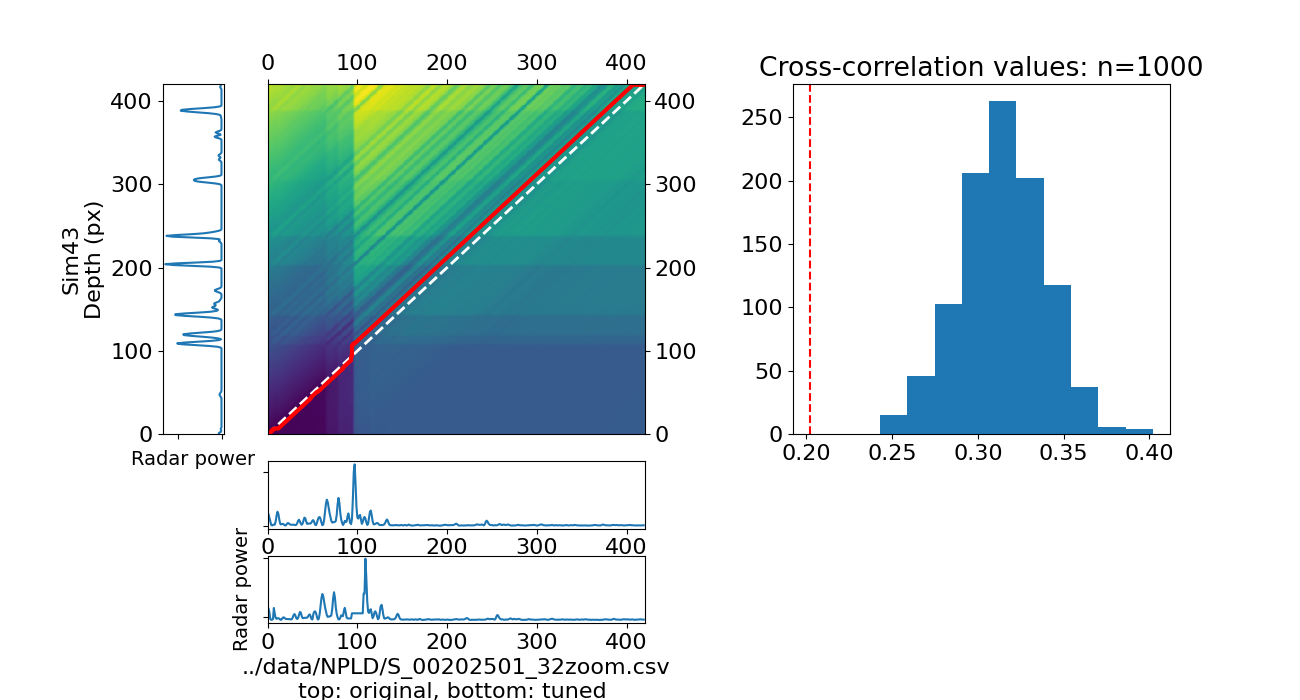 0 100 200 300 400
Cross-correlation values: n=1000
400
300
200
100
0
Sim43
Depth (px)
Radar power
400
300
200
100
0
250
200
150
100
50
0
0.20 0.25 0.30 0.35 0.40
0 100 200 300 400
Radar power
0 100 200 300 400
../data/NPLD/S_00202501_32zoom.csv
top: original, bottom: tuned